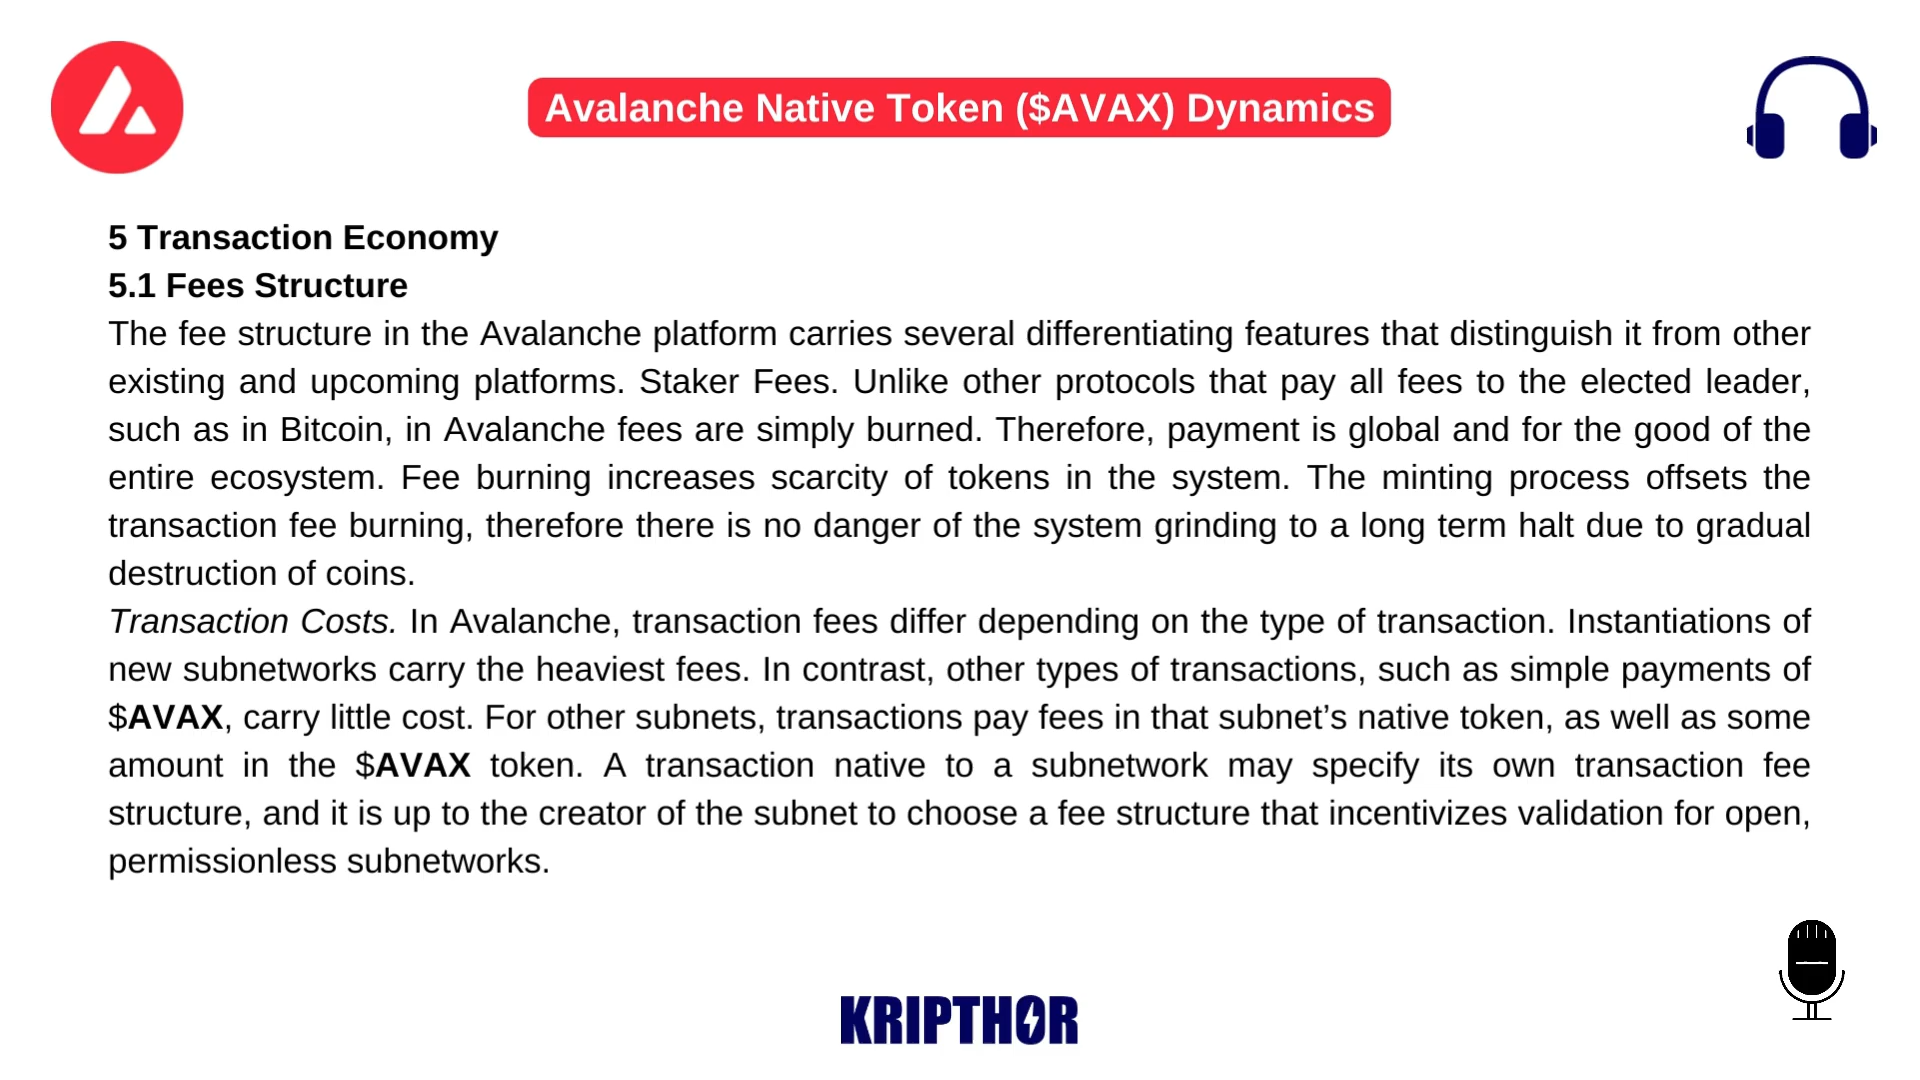 Avalanche Native Token ($AVAX) Dynamics
5 Transaction Economy
5.1 Fees Structure
The fee structure in the Avalanche platform carries several differentiating features that distinguish it from other
existing and upcoming platforms. Staker Fees. Unlike other protocols that pay all fees to the elected leader,
such as in Bitcoin, in Avalanche fees are simply burned. Therefore, payment is global and for the good of the
entire ecosystem. Fee burning increases scarcity of tokens in the system. The minting process offsets the
transaction fee burning, therefore there is no danger of the system grinding to a long term halt due to gradual
destruction of coins.
Transaction Costs. In Avalanche, transaction fees differ depending on the type of transaction. Instantiations of
new subnetworks carry the heaviest fees. In contrast, other types of transactions, such as simple payments of
$AVAX, carry little cost. For other subnets, transactions pay fees in that subnet’s native token, as well as some
amount in the $AVAX token. A transaction native to a subnetwork may specify its own transaction fee
structure, and it is up to the creator of the subnet to choose a fee structure that incentivizes validation for open,
permissionless subnetworks.
KRIPTHOR